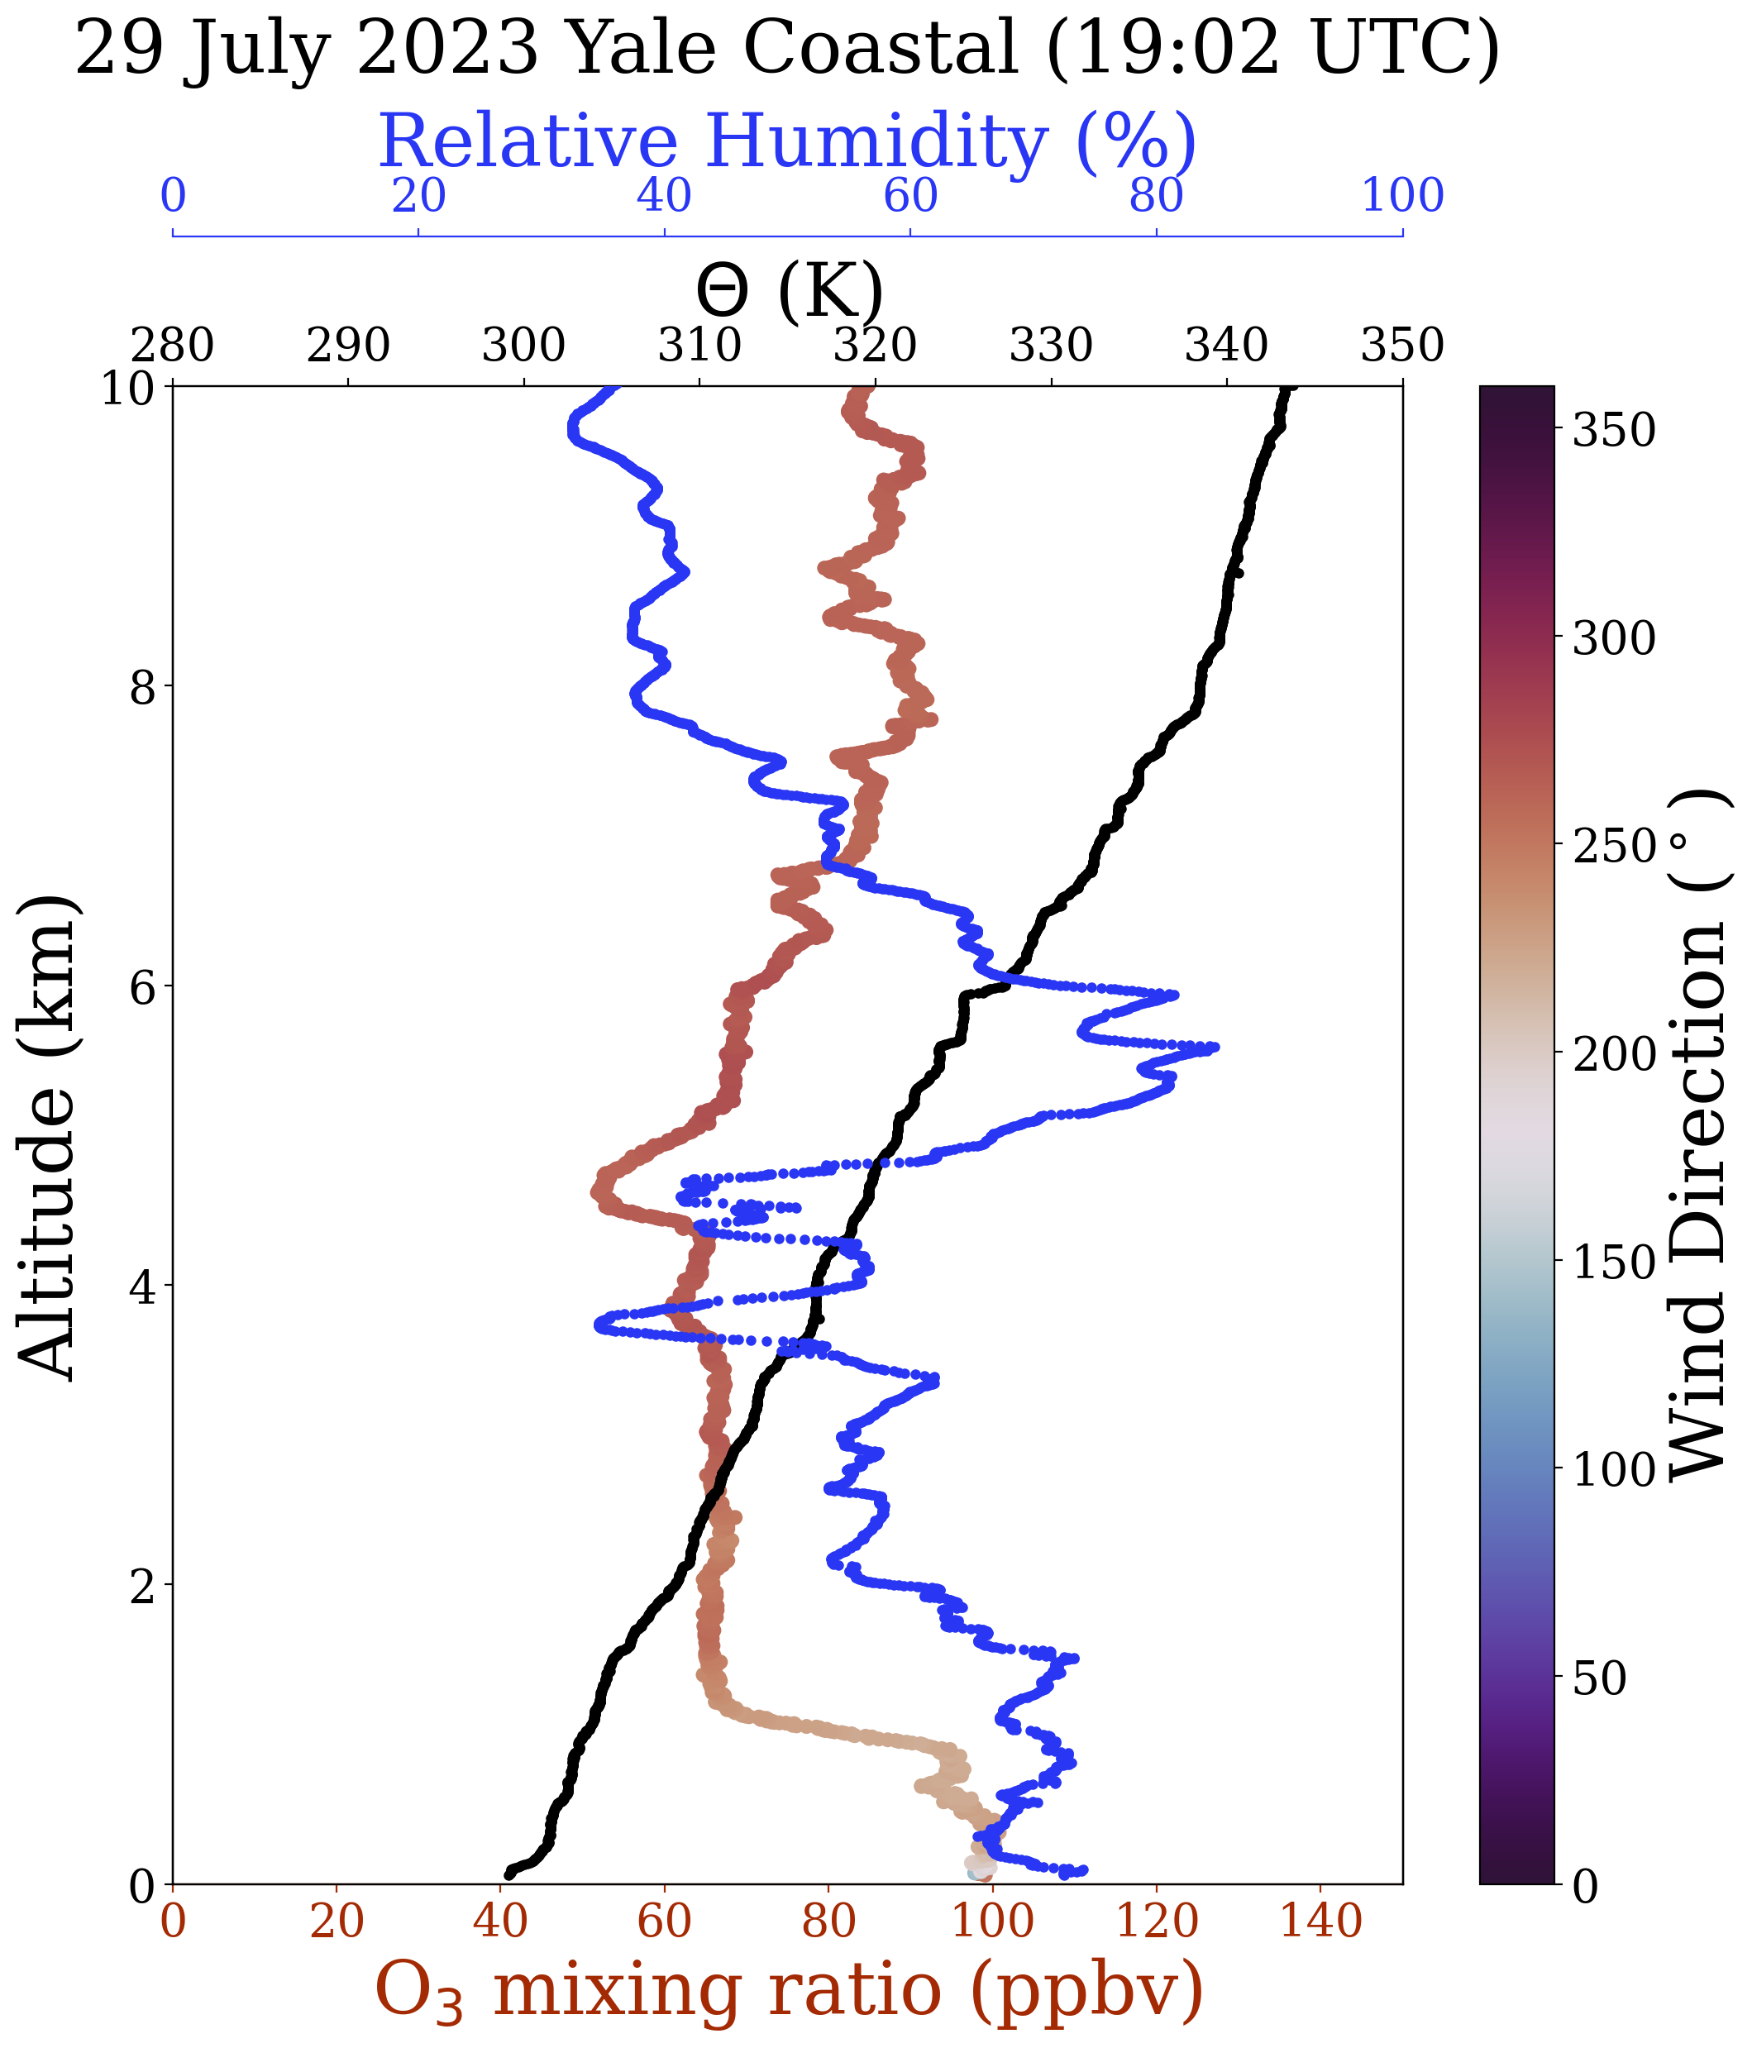 29 July 2023 Yale Coastal (19:02 UTC)
Relative Humidity (%)
0 20 40 60 80 100
Θ (K)
280 290 300 310 320 330 340 350
10
8
6
4
2
0
Altitude (km)
0 20 40 60 80 100 120 140
O₃ mixing ratio (ppbv)
350
300
250
200
150
100
50
0
Wind Direction (°)